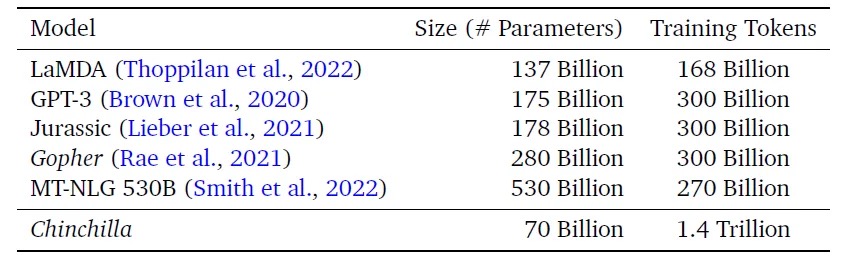 Model Size (# Parameters) Training Tokens
LaMDA (Thoppilan et al., 2022) 137 Billion 168 Billion
GPT-3 (Brown et al., 2020) 175 Billion 300 Billion
Jurassic (Lieber et al., 2021) 178 Billion 300 Billion
Gopher (Rae et al., 2021) 280 Billion 300 Billion
MT-NLG 530B (Smith et al., 2022) 530 Billion 270 Billion
Chinchilla 70 Billion 1.4 Trillion